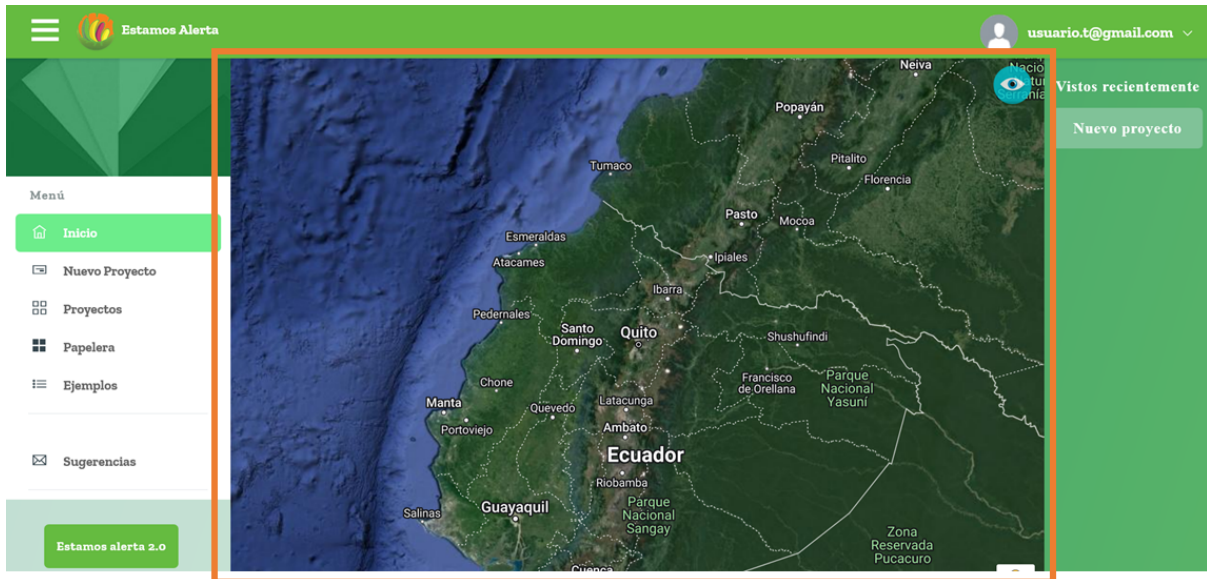 Estamos Alerta
usuario.t@gmail.com
Menú
Inicio
Nuevo Proyecto
Proyectos
Papelera
Ejemplos
Sugerencias
Estamos alerta 2.0
Neiva
Popayán
Pitalito
Tumaco
Florencia
Pasto
Mocoa
Esmeraldas
Atacames
Ipiales
Ibarra
Pedernales
Santo
Domingo
Quito
Shushufindi
Chone
Francisco
de Orellana
Parque
Nacional
Yasuní
Manta
Quevedo
Latacunga
Portoviejo
Ambato
Ecuador
Riobamba
Salinas
Guayaquil
Parque
Nacional
Sangay
Zona
Reservada
Pucacuro
Cuenca
Vistos recientemente
Nuevo proyecto